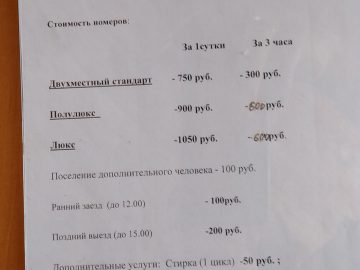 Стоимость номеров:
За 1сутки За 3 часа
Двухместный стандарт - 750 руб. - 300 руб.
Полулюкс -900 руб. -500 руб.
Люкс -1050 руб. -600 руб.
Поселение дополнительного человека - 100 руб.
Ранний заезд (до 12.00) - 100руб.
Поздний выезд (до 15.00) -200 руб.
Дополнительные услуги: Стирка (1 цикл) -50 руб. ;